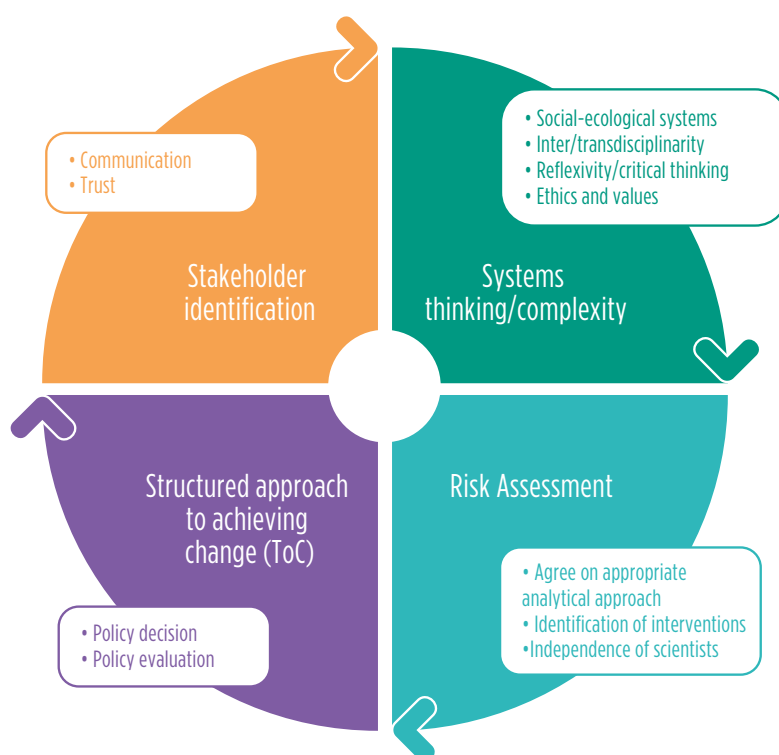 • Communication
• Trust
Stakeholder
identification
• Social-ecological systems
• Inter/transdisciplinarity
• Reflexivity/critical thinking
• Ethics and values
Systems
thinking/complexity
Structured approach
to achieving
change (ToC)
• Policy decision
• Policy evaluation
Risk Assessment
• Agree on appropriate
analytical approach
• Identification of interventions
•Independence of scientists